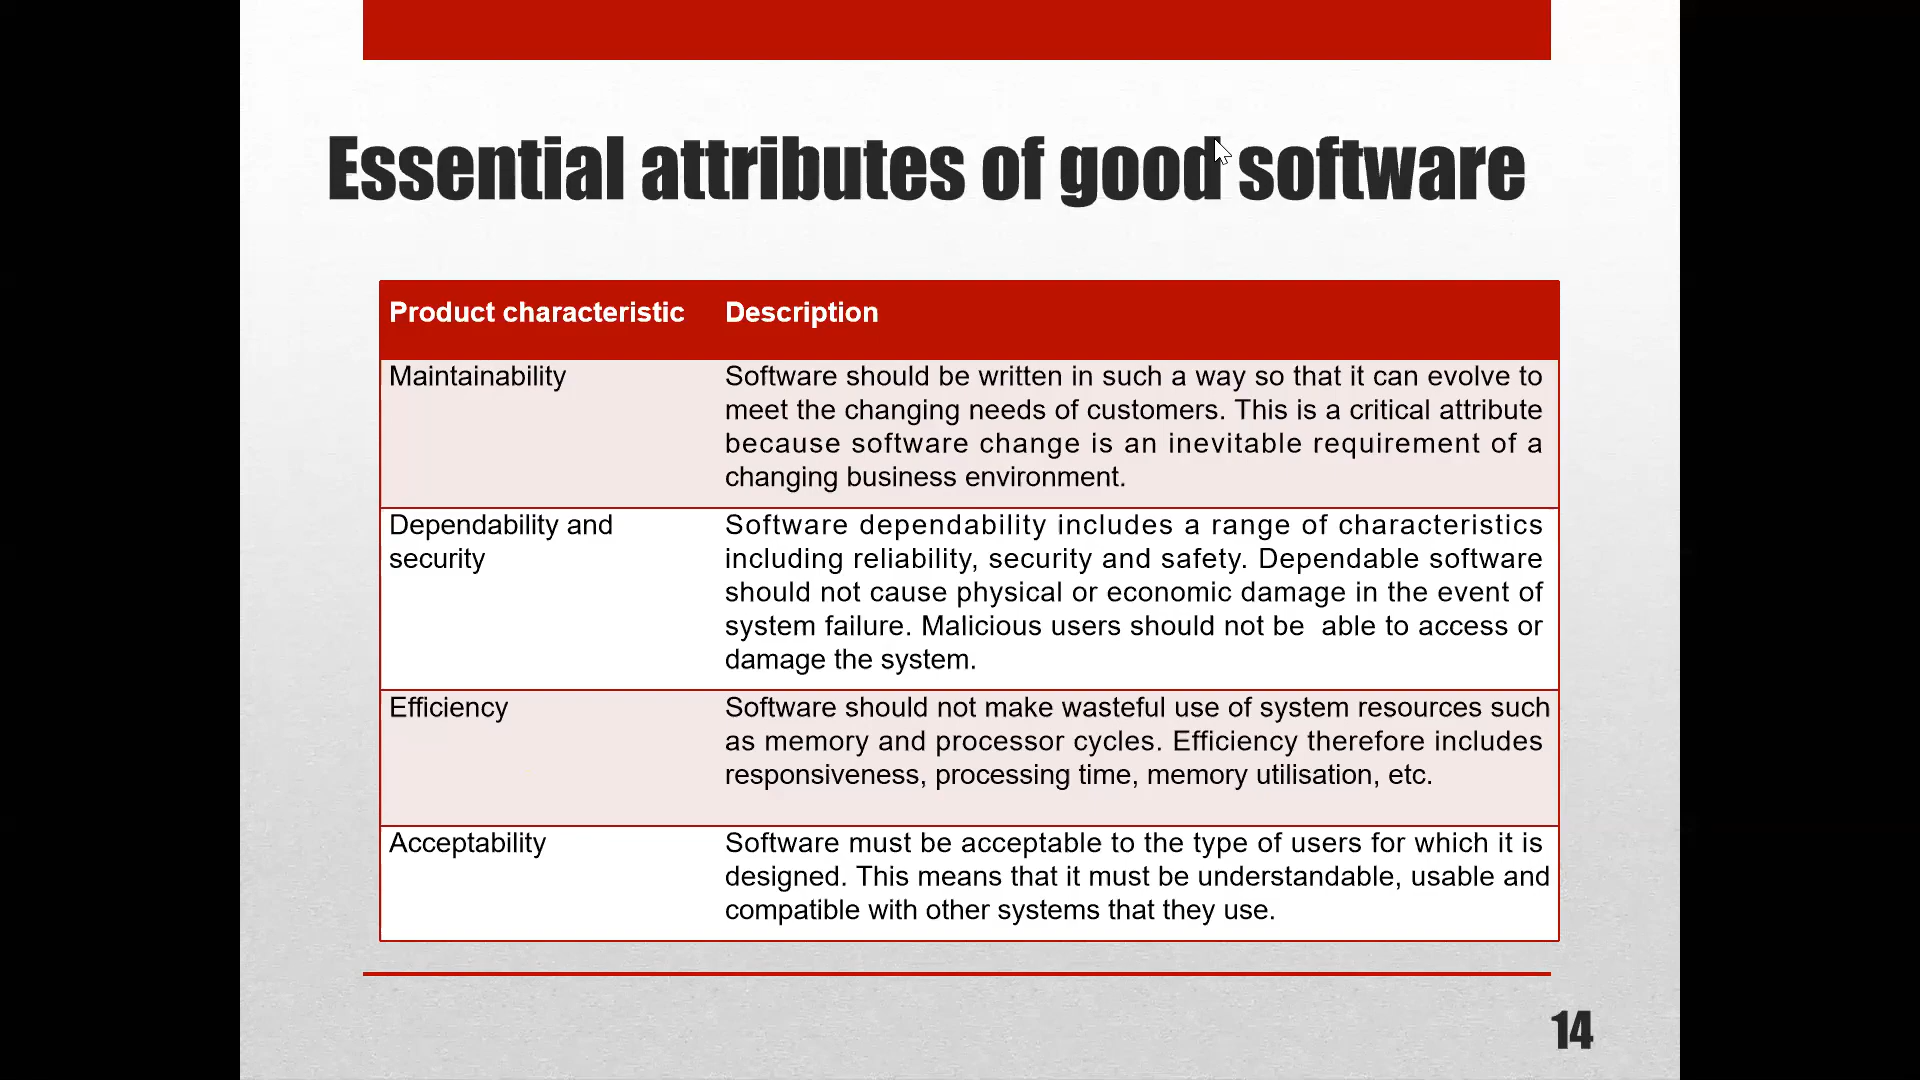 Essential attributes of good software
Product characteristic
Description
Maintainability
Software should be written in such a way so that it can evolve to
meet the changing needs of customers. This is a critical attribute
because software change is an inevitable requirement of a
changing business environment.
Dependability and
security
Software dependability includes a range of characteristics
including reliability, security and safety. Dependable software
should not cause physical or economic damage in the event of
system failure. Malicious users should not be  able to access or
damage the system.
Efficiency
Software should not make wasteful use of system resources such
as memory and processor cycles. Efficiency therefore includes
responsiveness, processing time, memory utilisation, etc.
Acceptability
Software must be acceptable to the type of users for which it is
designed. This means that it must be understandable, usable and
compatible with other systems that they use.
14